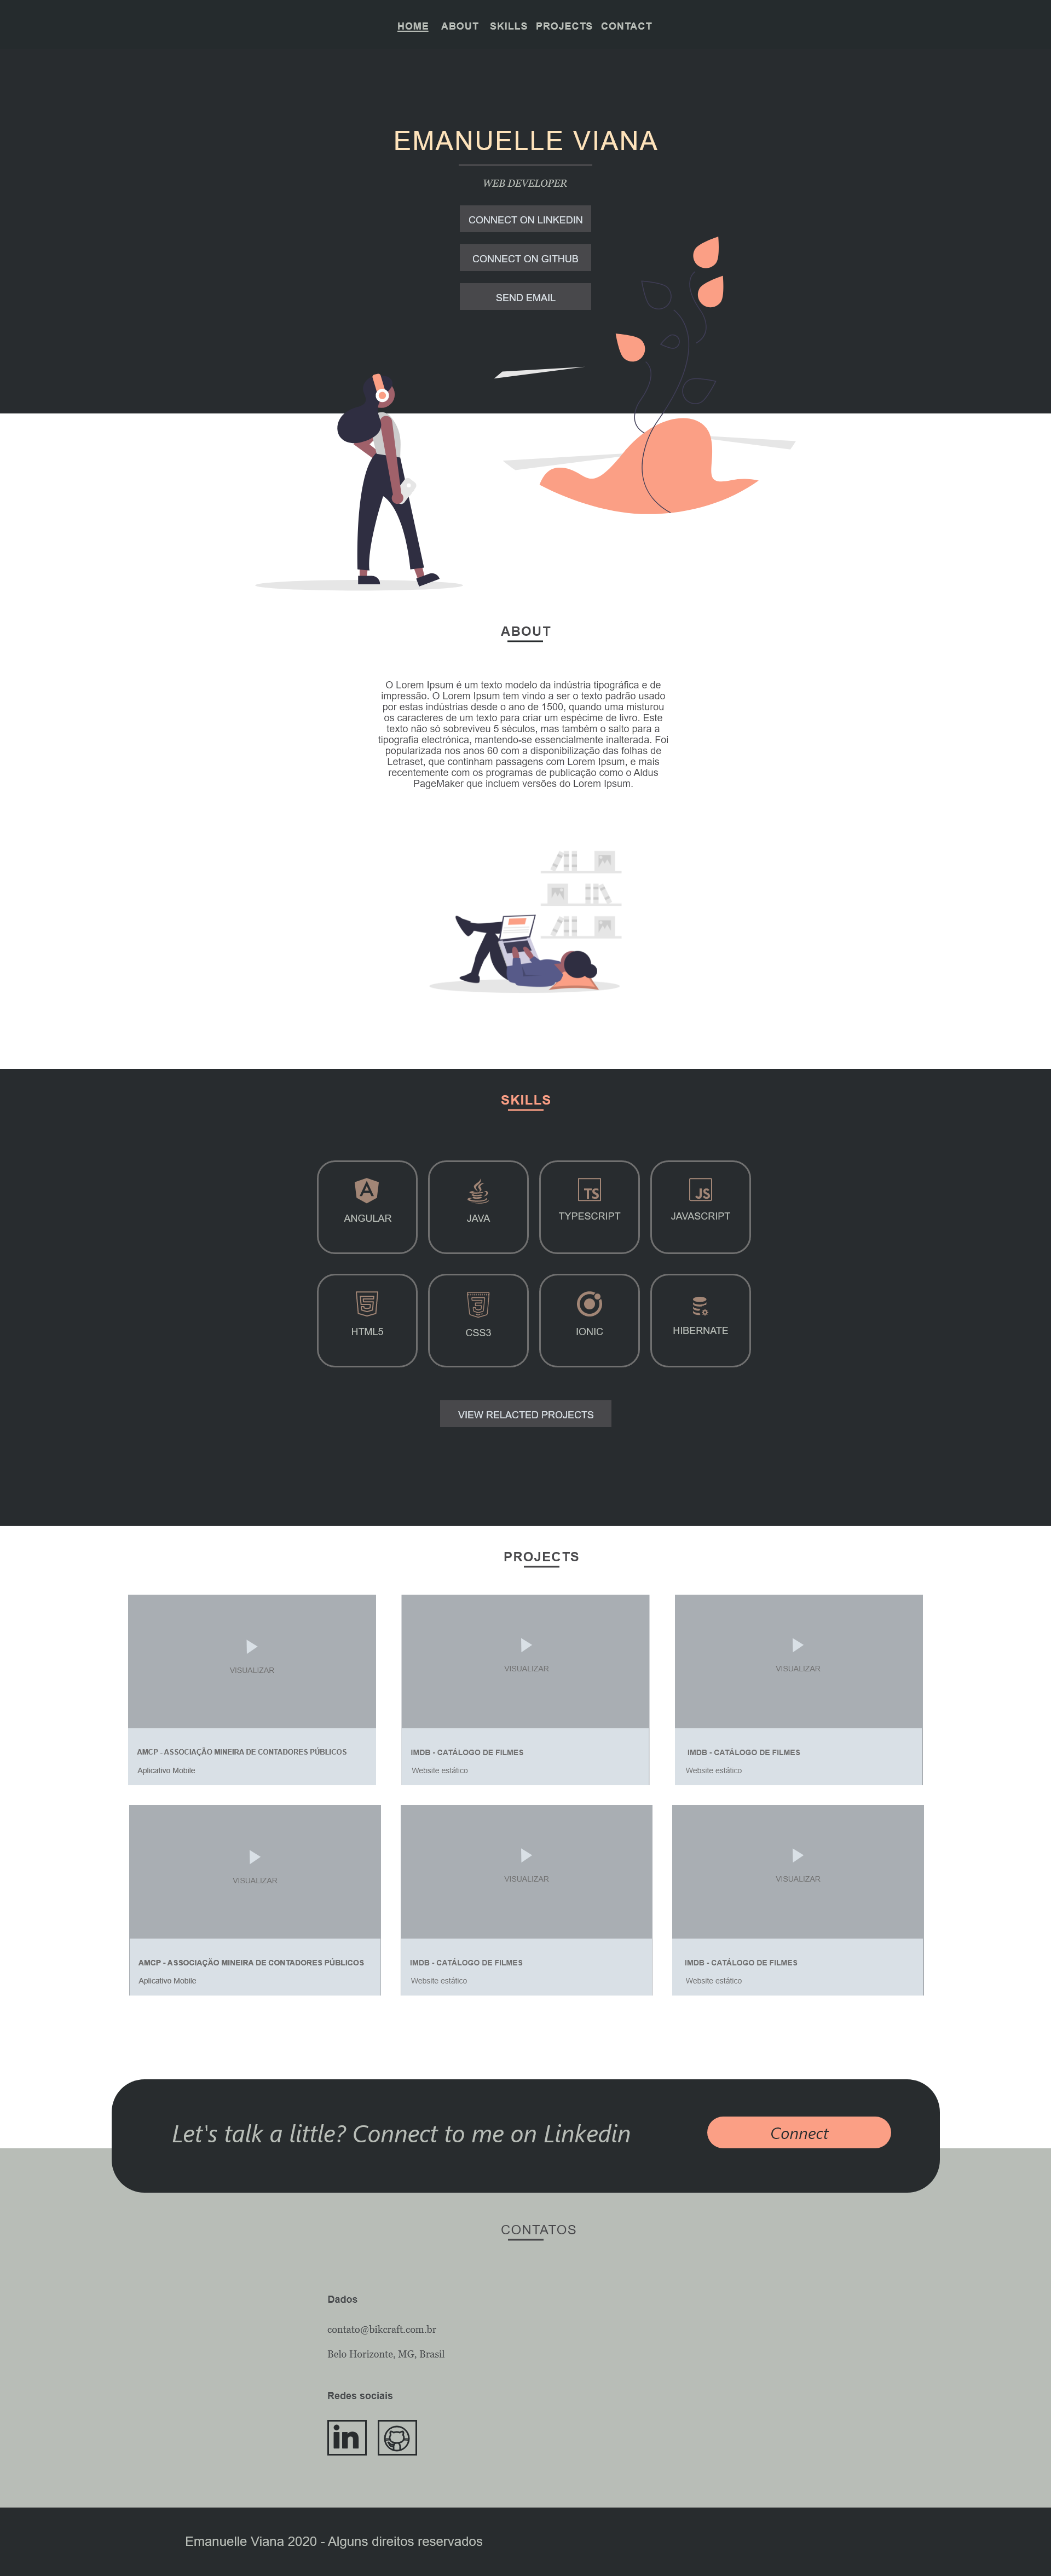 HOME ABOUT SKILLS PROJECTS CONTACT
EMANUELLE VIANA
WEB DEVELOPER
CONNECT ON LINKEDIN
CONNECT ON GITHUB
SEND EMAIL
ABOUT
O Lorem Ipsum é um texto modelo da indústria tipográfica e de
impressão. O Lorem Ipsum tem vindo a ser o texto padrão usado
por estas indústrias desde o ano de 1500, quando uma misturou
os caracteres de um texto para criar um espécime de livro. Este
texto não só sobreviveu 5 séculos, mas também o salto para a
tipografia electrónica, mantendo-se essencialmente inalterada. Foi
popularizada nos anos 60 com a disponibilização das folhas de
Letraset, que continham passagens com Lorem Ipsum, e mais
recentemente com os programas de publicação como o Aldus
PageMaker que incluem versões do Lorem Ipsum.
SKILLS
A TS JS
ANGULAR JAVA TYPESCRIPT JAVASCRIPT
5 3
HTML5 CSS3 IONIC HIBERNATE
VIEW RELACTED PROJECTS
PROJECTS
VISUALIZAR VISUALIZAR VISUALIZAR
AMCP - ASSOCIAÇÃO MINEIRA DE CONTADORES PÚBLICOS IMDB - CATÁLOGO DE FILMES IMDB - CATÁLOGO DE FILMES
Aplicativo Mobile Website estático Website estático
VISUALIZAR VISUALIZAR VISUALIZAR
AMCP - ASSOCIAÇÃO MINEIRA DE CONTADORES PÚBLICOS IMDB - CATÁLOGO DE FILMES IMDB - CATÁLOGO DE FILMES
Aplicativo Mobile Website estático Website estático
Let's talk a little? Connect to me on Linkedin Connect
CONTATOS
Dados
contato@bikcraft.com.br
Belo Horizonte, MG, Brasil
Redes sociais
in
Emanuelle Viana 2020 - Alguns direitos reservados